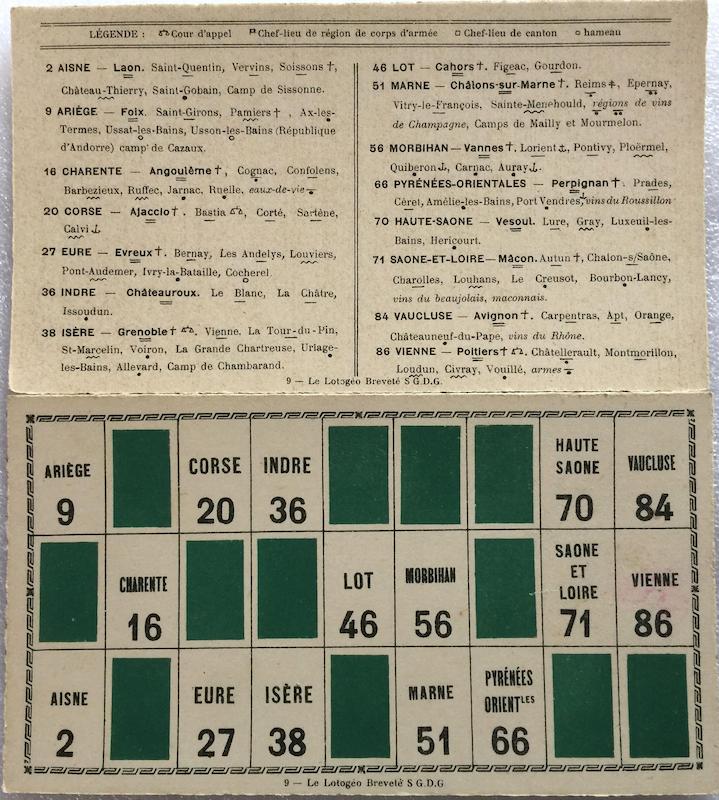 LÉGENDE : Cour d'appel Chef-lieu de région de corps d'armée Chef-lieu de canton hameau
2 AISNE — Laon. Saint-Quentin, Vervins, Soissons †,
Château-Thierry, Saint-Gobain, Camp de Sissonne.
9 ARIÈGE — Foix. Saint-Girons, Pamiers † , Ax-les-
Termes, Ussat-les-Bains, Usson-les-Bains (République
d'Andorre) camp de Cazaux.
16 CHARENTE — Angoulême †, Cognac, Confolens,
Barbezieux, Ruffec, Jarnac, Ruelle, eaux-de-vie
20 CORSE — Ajaccio † . Bastia , Corté, Sartène,
Calvi ⚓
27 EURE — Evreux †. Bernay, Les Andelys, Louviers,
Pont-Audemer, Ivry-la-Bataille, Cocherel
36 INDRE — Châteauroux. Le Blanc, La Châtre,
Issoudun.
38 ISÈRE — Grenoble † . Vienne. La Tour-du-Pin,
St-Marcelin, Voiron, La Grande Chartreuse, Uriage-
les-Bains, Allevard, Camp de Chambarand.
46 LOT — Cahors †. Figeac, Gourdon.
51 MARNE — Châlons-sur-Marne †. Reims ‡, Epernay,
Vitry-le-François, Sainte-Menehould, régions de vins
de Champagne, Camps de Mailly et Mourmelon.
56 MORBIHAN — Vannes †, Lorient ⚓, Pontivy, Ploërmel,
Quiberon ⚓, Carnac, Auray ⚓.
66 PYRÉNÉES-ORIENTALES — Perpignan † . Prades,
Céret, Amélie-les-Bains, Port Vendres, vins du Roussillon
70 HAUTE-SAONE — Vesoul. Lure, Gray, Luxeuil-les-
Bains, Hericourt.
71 SAONE-ET-LOIRE — Mâcon. Autun †, Chalon-s/Saône,
Charolles, Louhans, Le Creusot, Bourbon-Lancy,
vins du beaujolais, maconnais.
84 VAUCLUSE — Avignon †. Carpentras, Apt, Orange,
Châteauneuf-du-Pape, vins du Rhône.
86 VIENNE — Poitiers † . Châtellerault, Montmorillon,
Loudun, Civray, Vouillé, armes
9 — Le Lotogéo Breveté S G.D.G.
ARIÈGE
9
CORSE
20
INDRE
36
HAUTE
SAONE
70
VAUCLUSE
84
CHARENTE
16
LOT
46
MORBIHAN
56
SAONE
ET
LOIRE
71
VIENNE
86
AISNE
2
EURE
27
ISÈRE
38
MARNE
51
PYRÉNÉES
ORIENTLES
66
9 — Le Lotogéo Breveté S G.D.G